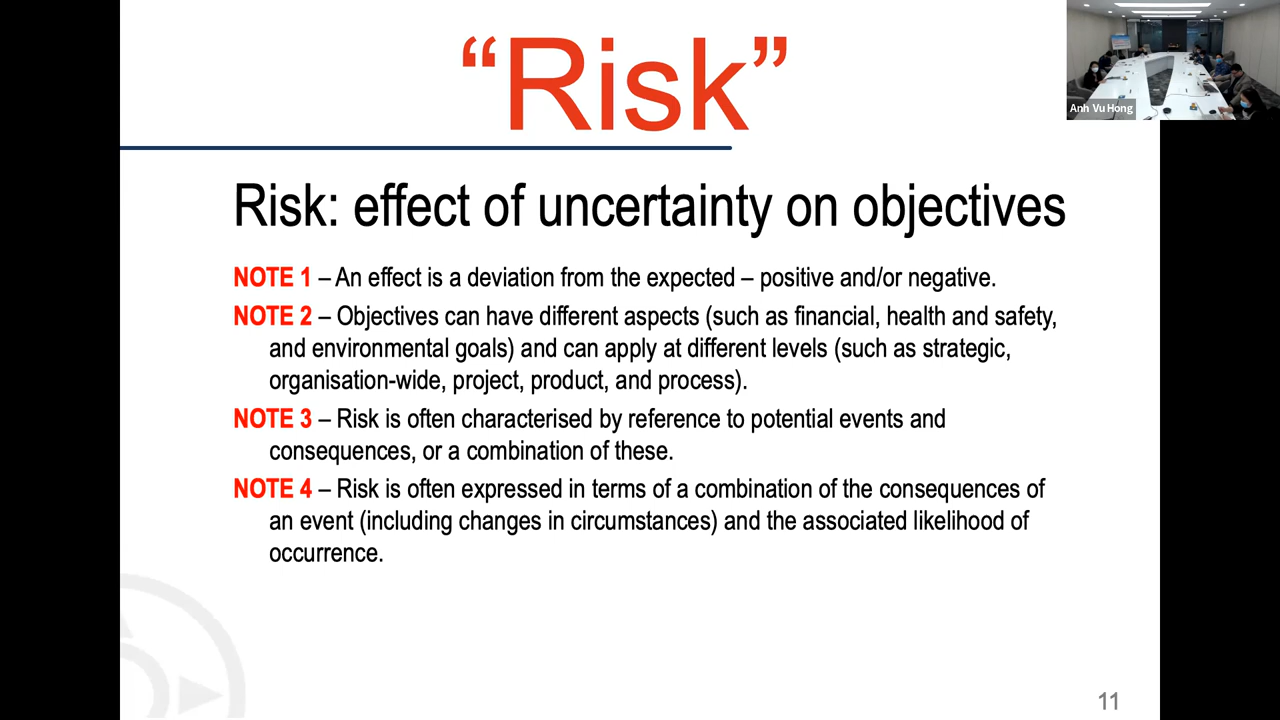 “Risk”
Anh Vu Hong
Risk: effect of uncertainty on objectives
NOTE 1 – An effect is a deviation from the expected – positive and/or negative.
NOTE 2 – Objectives can have different aspects (such as financial, health and safety,
and environmental goals) and can apply at different levels (such as strategic,
organisation-wide, project, product, and process).
NOTE 3 – Risk is often characterised by reference to potential events and
consequences, or a combination of these.
NOTE 4 – Risk is often expressed in terms of a combination of the consequences of
an event (including changes in circumstances) and the associated likelihood of
occurrence.
11